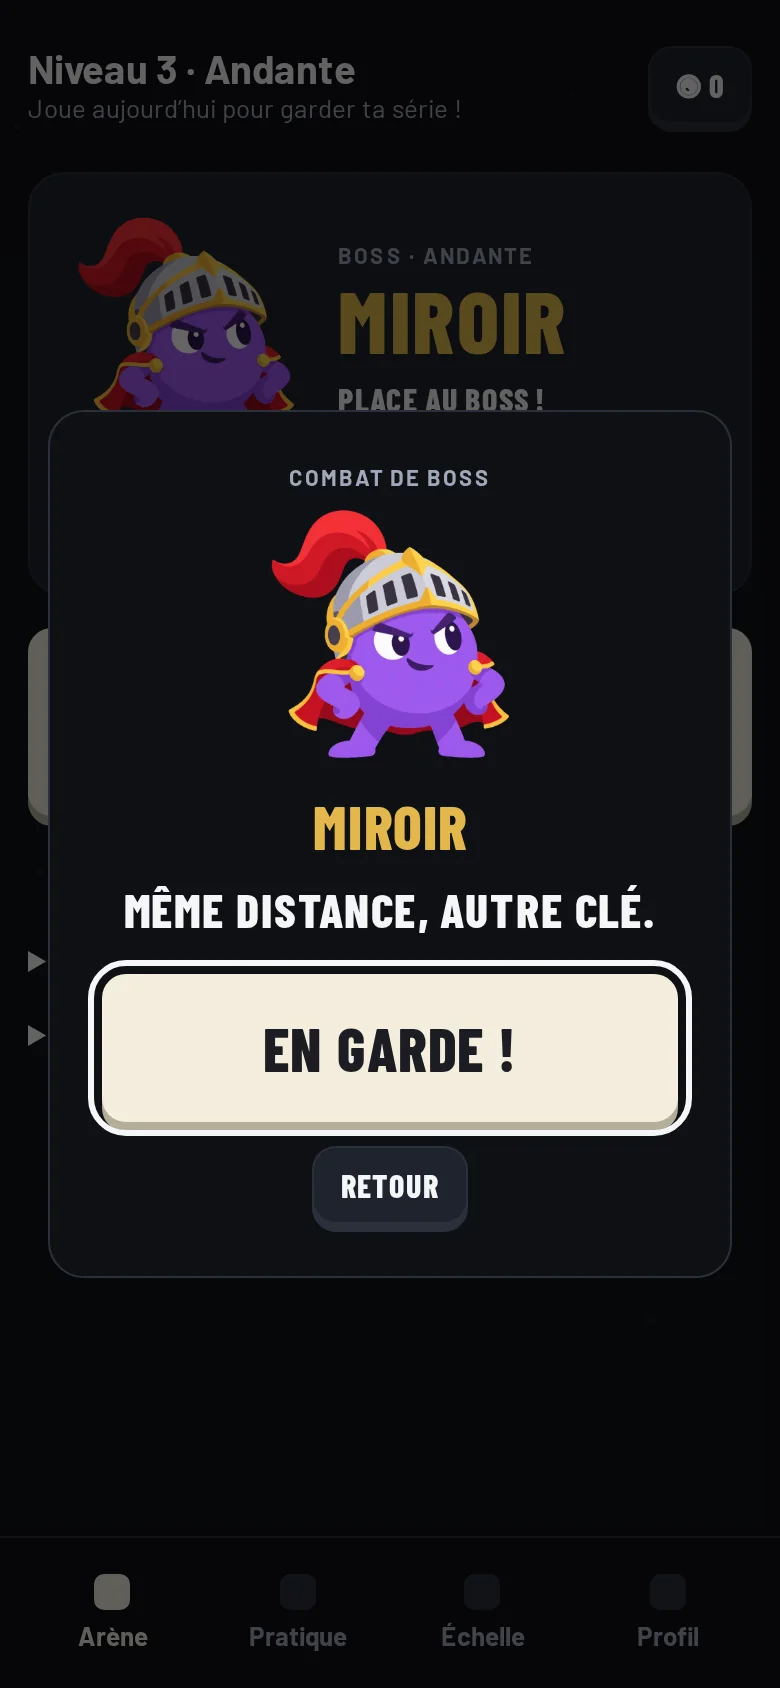 Niveau 3 · Andante
Joue aujourd'hui pour garder ta série !
0
BOSS · ANDANTE
MIROIR
PLACE AU BOSS !
COMBAT DE BOSS
MIROIR
MÊME DISTANCE, AUTRE CLÉ.
EN GARDE !
RETOUR
Arène
Pratique
Échelle
Profil